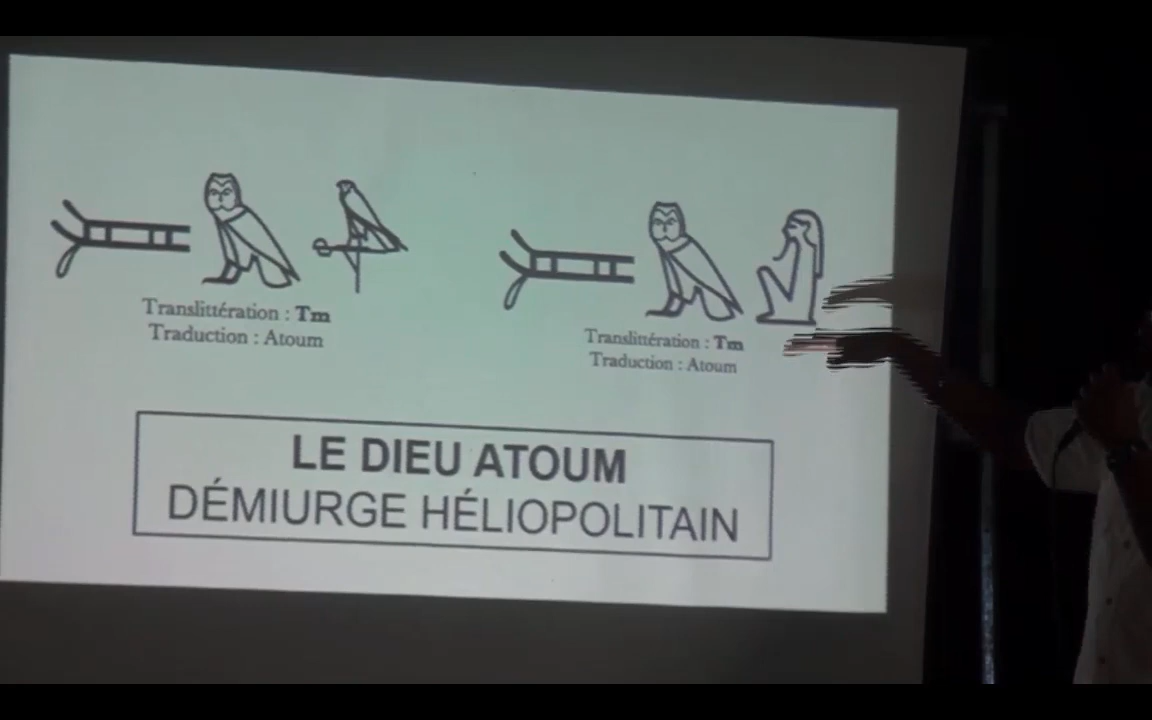 Translittération : Tm
Traduction : Atoum
Translittération : Tm
Traduction : Atoum
LE DIEU ATOUM
DÉMIURGE HÉLIOPOLITAIN